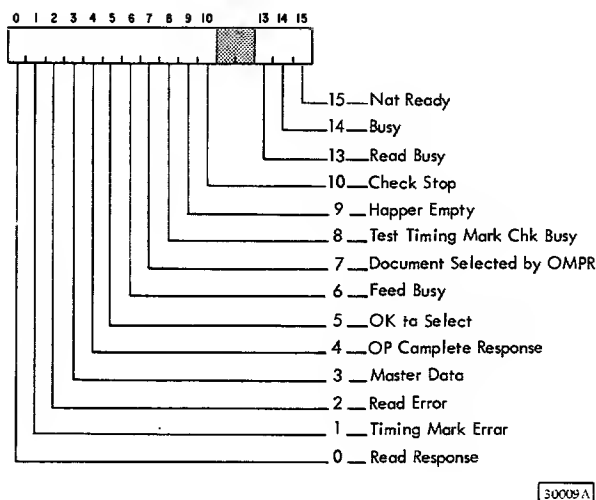 0 1 2 3 4 5 6 7 8 9 10 13 14 15
15 Nat Ready
14 Busy
13 Read Busy
10 Check Stop
9 Happer Empty
8 Test Timing Mark Chk Busy
7 Document Selected by OMPR
6 Feed Busy
5 OK ta Select
4 OP Camplete Response
3 Master Data
2 Read Error
1 Timing Mark Errar
0 Read Response
30009A